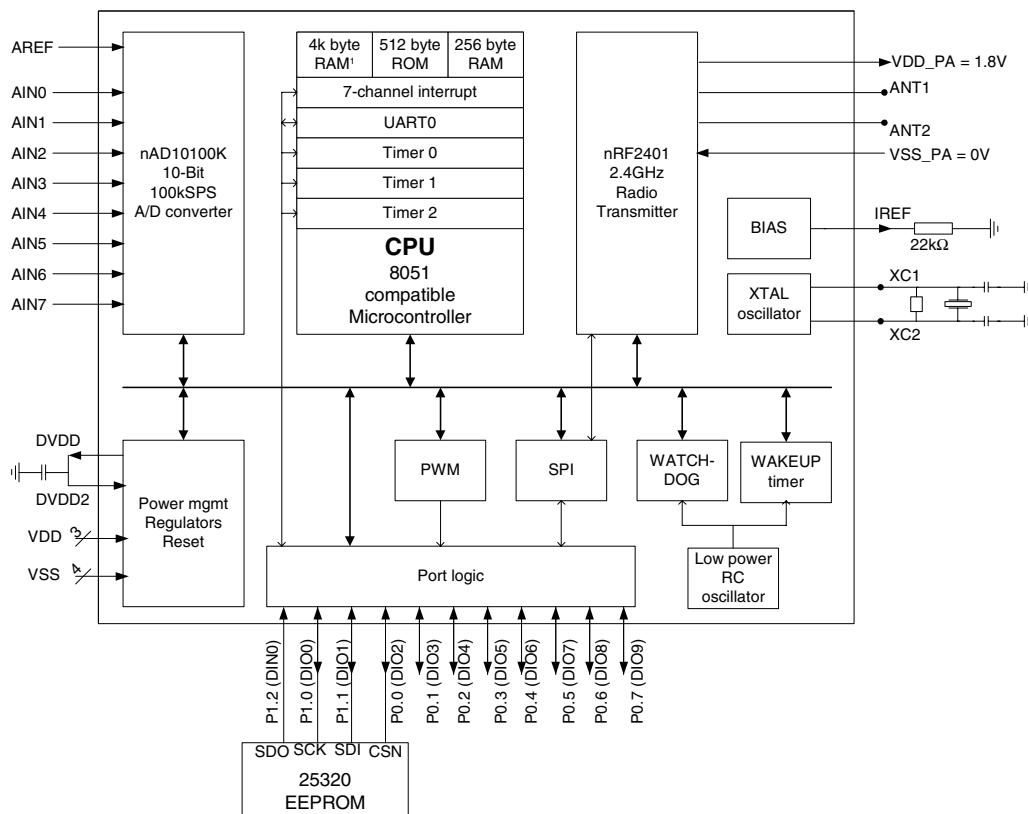 4k byte
RAM¹
512 byte
ROM
256 byte
RAM
7-channel interrupt
UART0
Timer 0
Timer 1
Timer 2
CPU
8051
compatible
Microcontroller
AREF
AIN0
AIN1
AIN2
AIN3
AIN4
AIN5
AIN6
AIN7
nAD10100K
10-Bit
100kSPS
A/D converter
nRF2401
2.4GHz
Radio
Transmitter
VDD_PA = 1.8V
ANT1
ANT2
VSS_PA = 0V
BIAS
IREF
22kΩ
XTAL
oscillator
XC1
XC2
DVDD
DVDD2
VDD
3
VSS
4
Power mgmt
Regulators
Reset
PWM
SPI
WATCH-
DOG
WAKEUP
timer
Low power
RC
oscillator
Port logic
P1.2 (DIN0)
P1.0 (DIO0)
P1.1 (DIO1)
P0.0 (DIO2)
P0.1 (DIO3)
P0.2 (DIO4)
P0.3 (DIO5)
P0.4 (DIO6)
P0.5 (DIO7)
P0.6 (DIO8)
P0.7 (DIO9)
SDO
SCK
SDI
CSN
25320
EEPROM